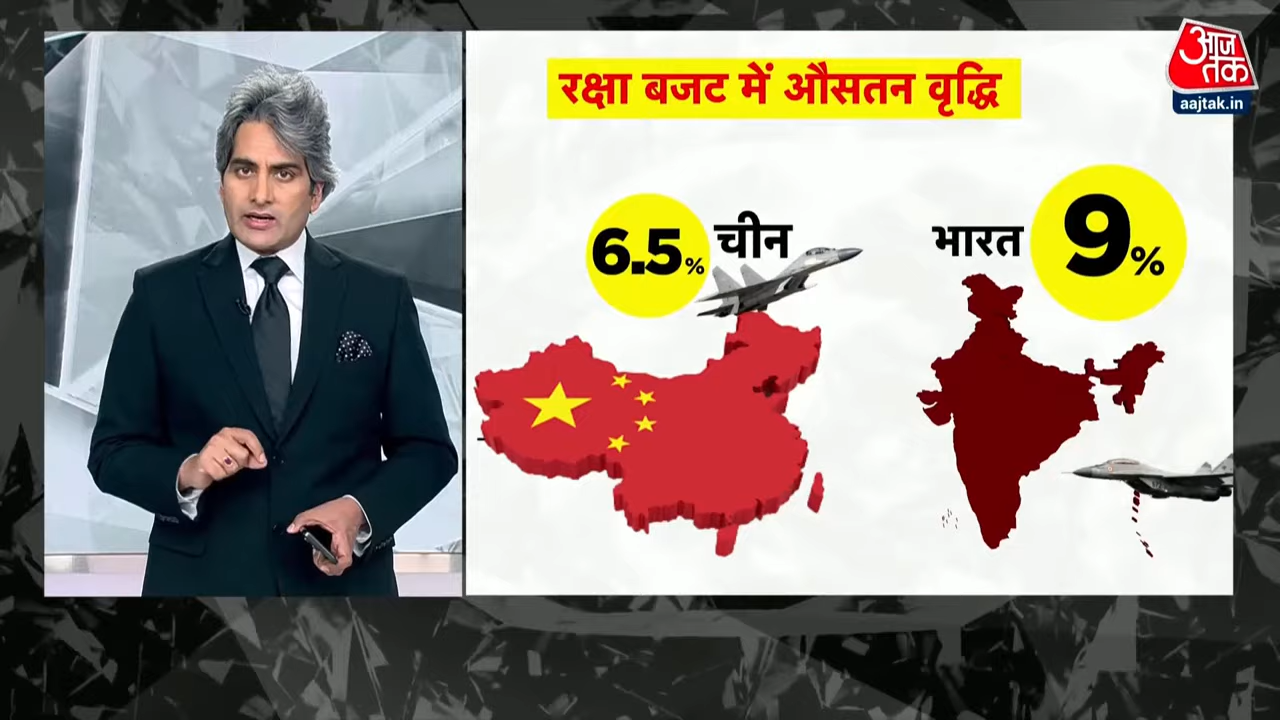 रक्षा बजट में औसतन वृद्धि
आज
तक
aajtak.in
6.5%
चीन
भारत
9%